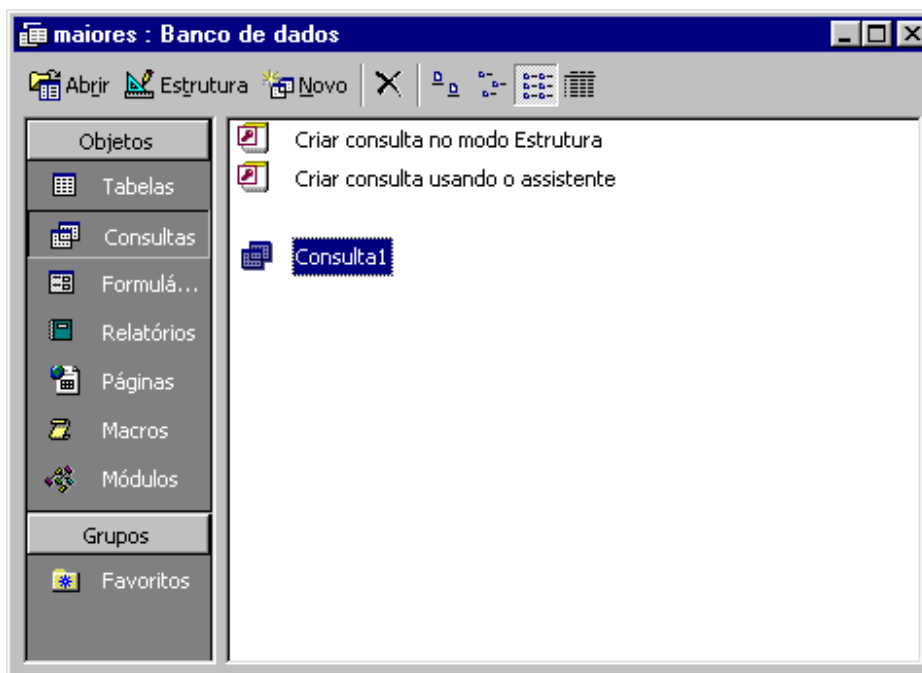 maiores : Banco de dados
Abrir Estrutura Novo
Objetos
Tabelas
Consultas
Formulá...
Relatórios
Páginas
Macros
Módulos
Grupos
Favoritos
Criar consulta no modo Estrutura
Criar consulta usando o assistente
Consulta1